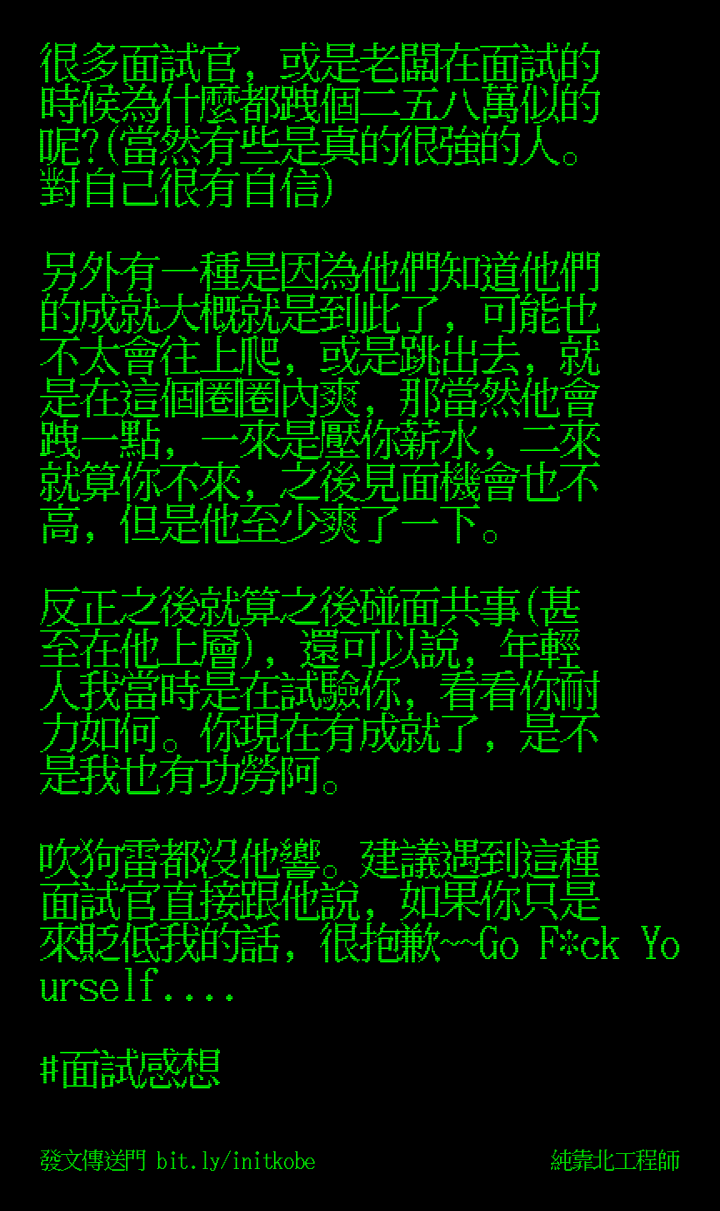 很多面試官, 或是老闆在面試的
時候為什麼都跩個二五八萬似的
呢?(當然有些是真的很強的人。
對自己很有自信)
另外有一種是因為他們知道他們
的成就大概就是到此了, 可能也
不太會往上爬, 或是跳出去, 就
是在這個圈圈內爽, 那當然他會
跩一點, 一來是壓你薪水, 二來
就算你不來, 之後見面機會也不
高, 但是他至少爽了一下。
反正之後就算之後碰面共事(甚
至在他上層), 還可以說, 年輕
人我當時是在試驗你, 看看你耐
力如何。你現在有成就了, 是不
是我也有功勞阿。
吹狗雷都沒他響。建議遇到這種
面試官直接跟他說, 如果你只是
來貶低我的話, 很抱歉~~Go F*ck Yo
urself....
#面試感想
發文傳送門 bit.ly/initkobe
純靠北工程師